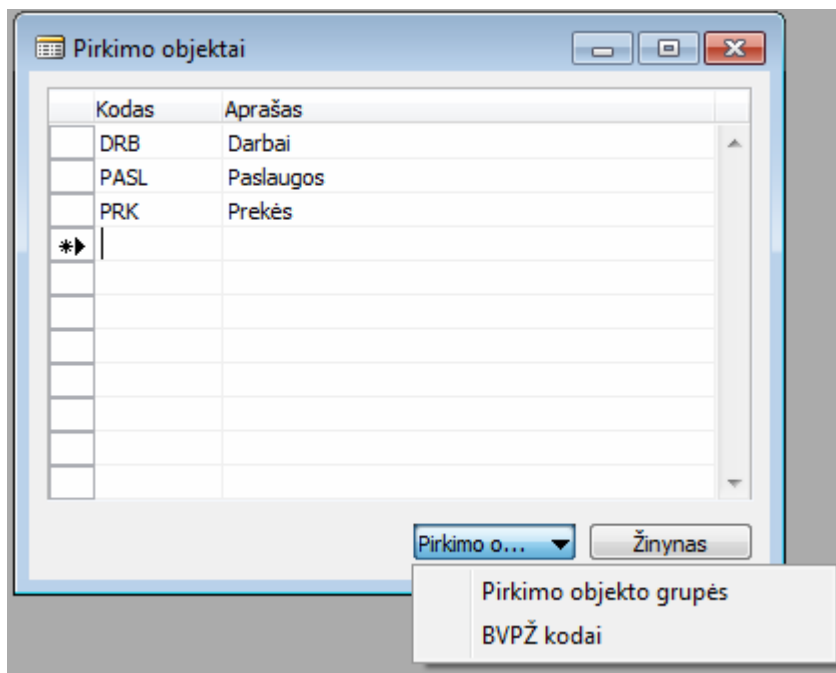 Pirkimo objektai
Kodas Aprašas
DRB Darbai
PASL Paslaugos
PRK Prekės
Pirkimo o... Žinynas
Pirkimo objekto grupės
BVPŽ kodai